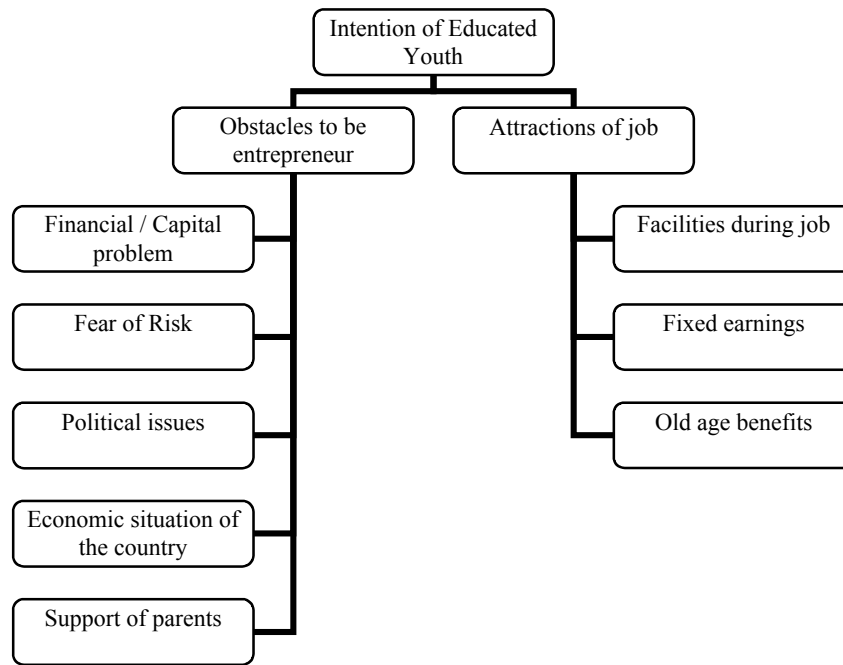 Intention of Educated
Youth
Obstacles to be
entrepreneur
Attractions of job
Financial / Capital
problem
Fear of Risk
Political issues
Economic situation of
the country
Support of parents
Facilities during job
Fixed earnings
Old age benefits